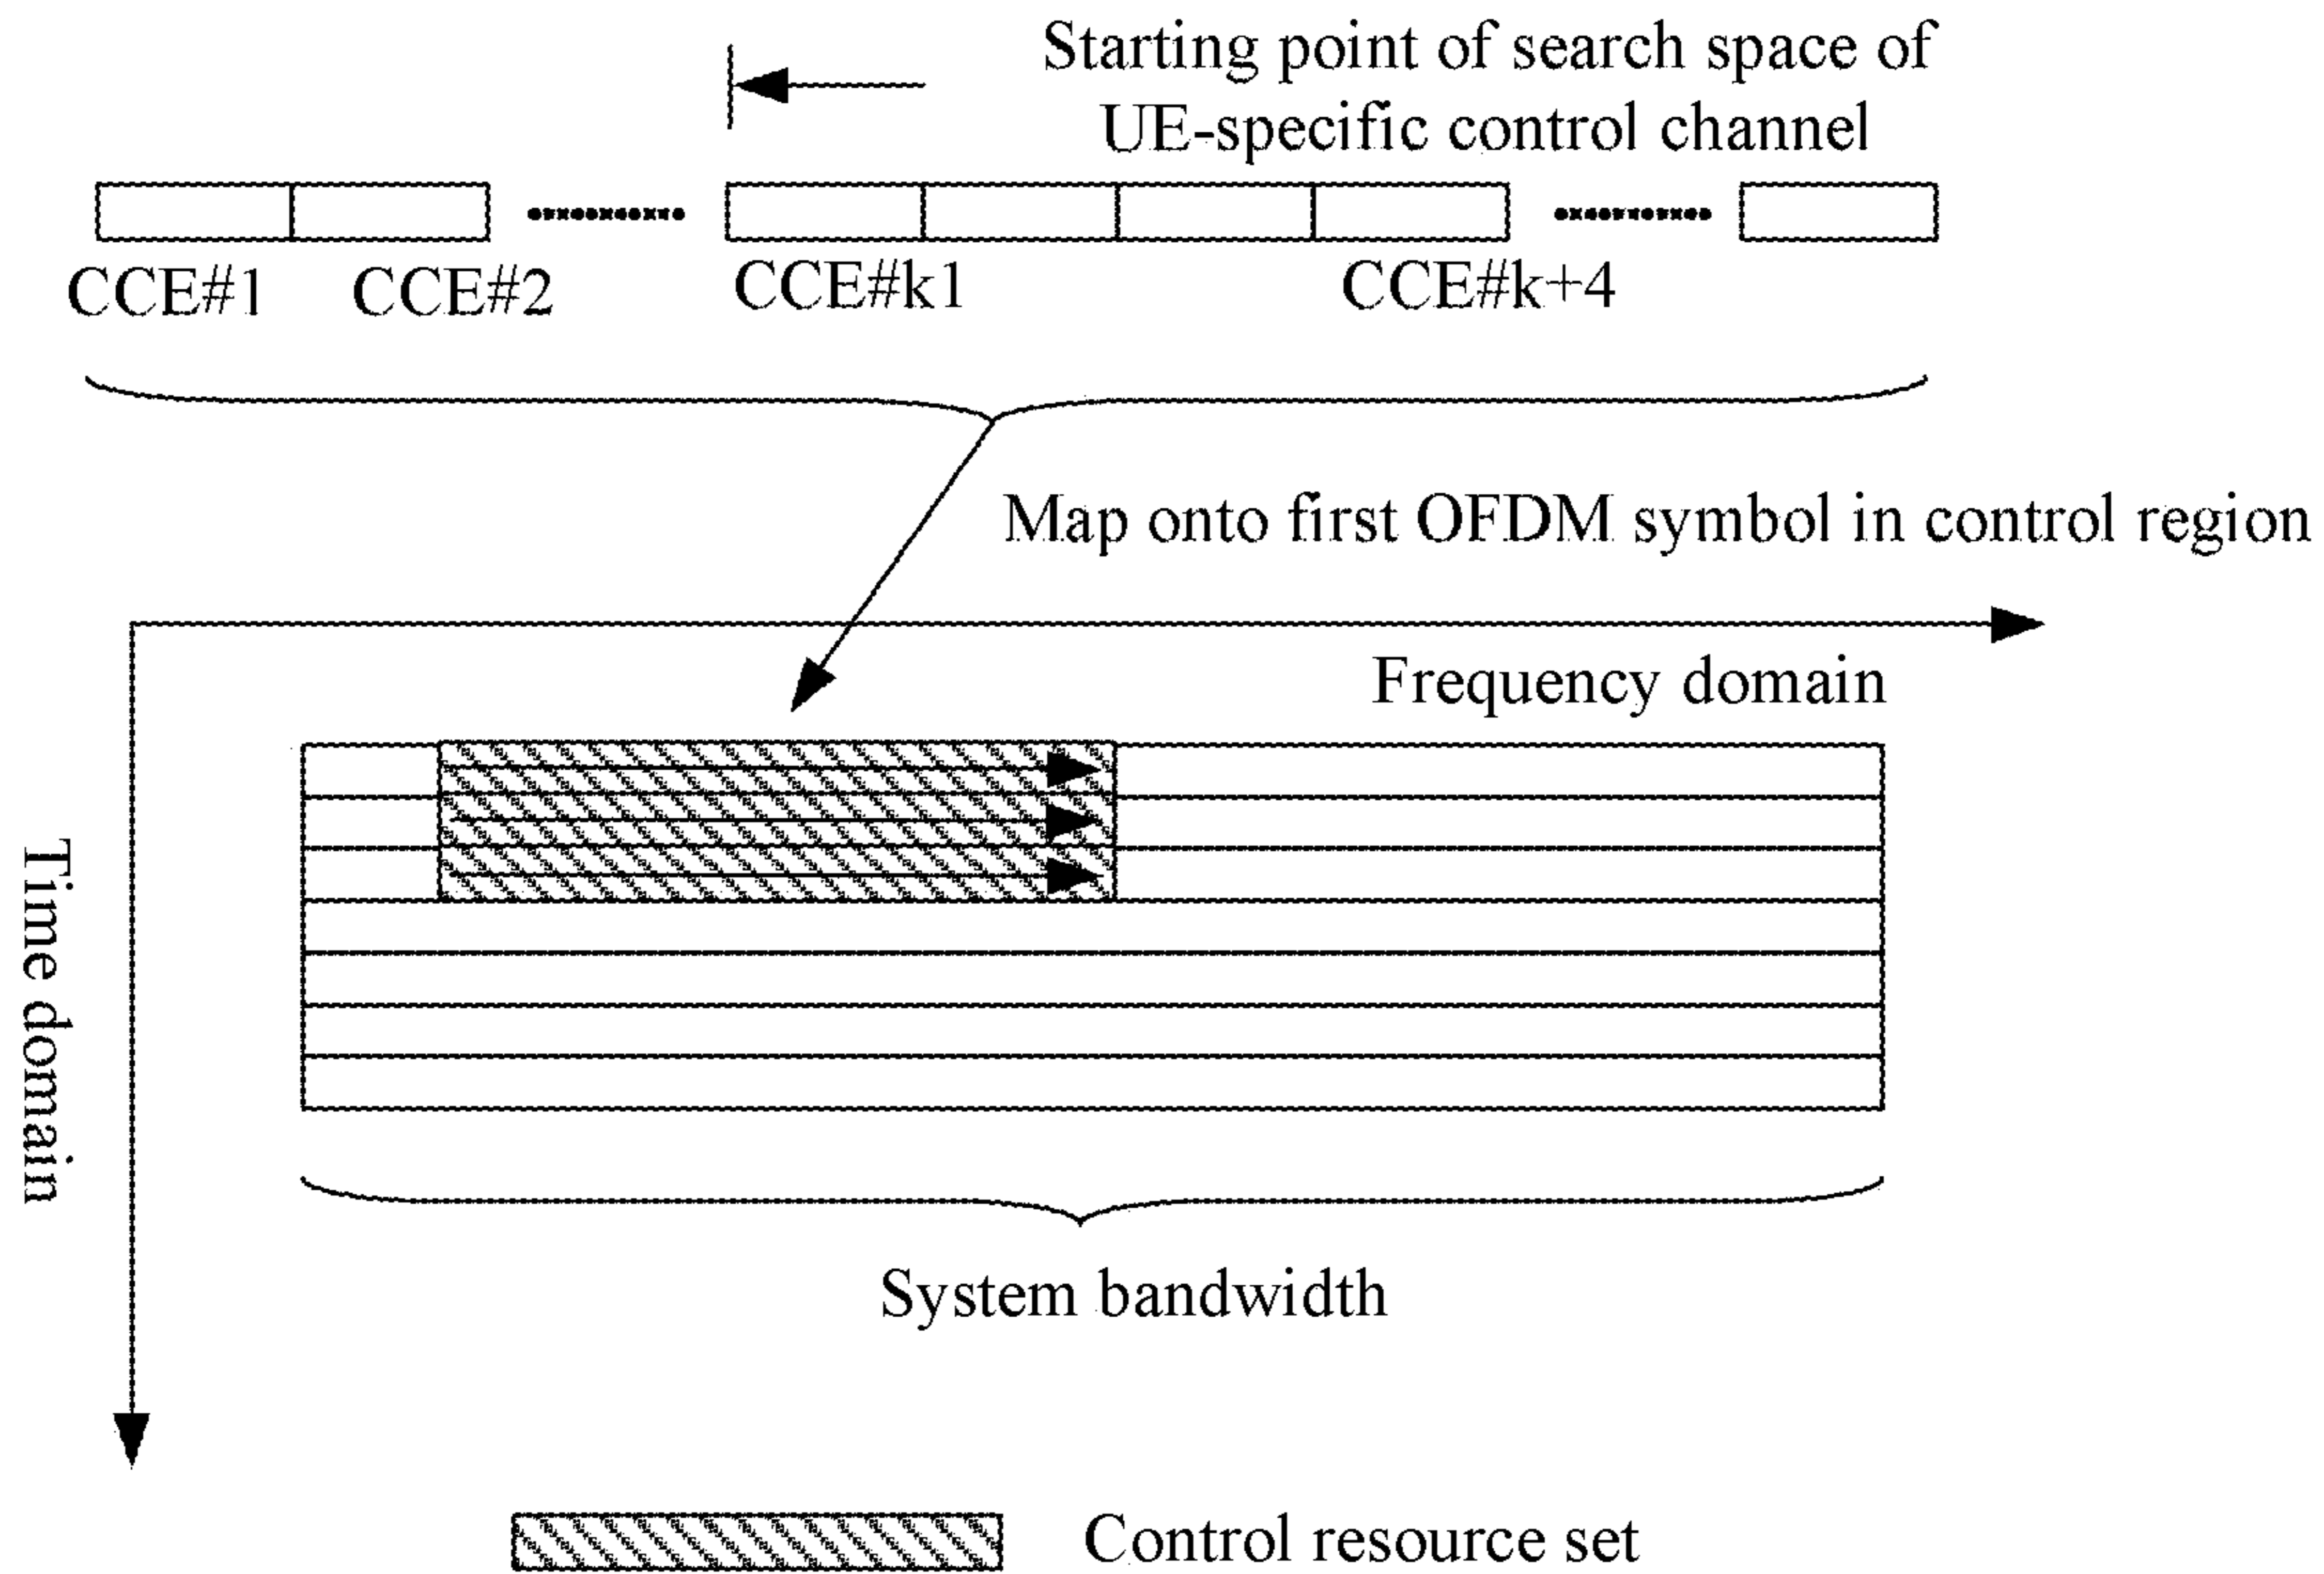 Starting point of search space of
UE-specific control channel
CCE#1 CCE#2 CCE#k1 CCE#k+4
Map onto first OFDM symbol in control region
Frequency domain
Time domain
System bandwidth
Control resource set